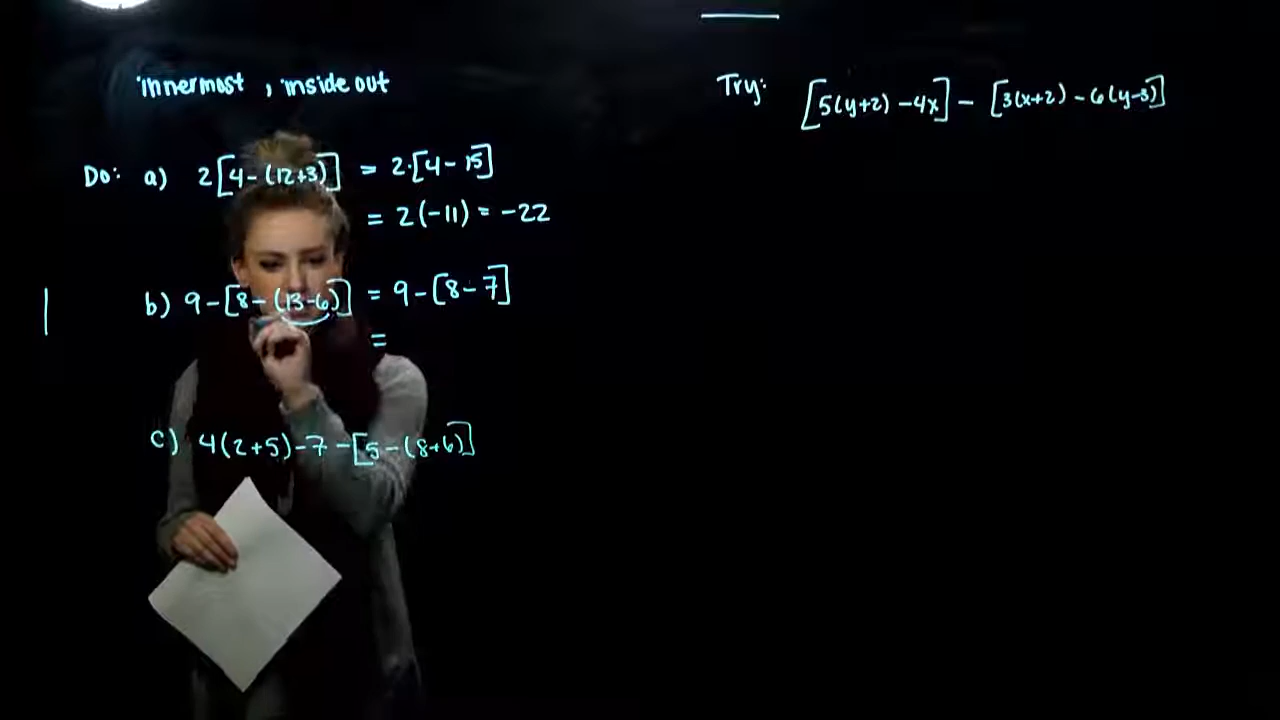 innermost, inside out
Do: a) 2[4-(12+3)] = 2·[4-15]
= 2(-11) = -22
b) 9-[8-(13-6)] = 9-[8-7]
=
c) 4(2+5)-7-[5-(8+6)]
Try: [5(y+2)-4x]-[3(x+2)-6(y-3)]